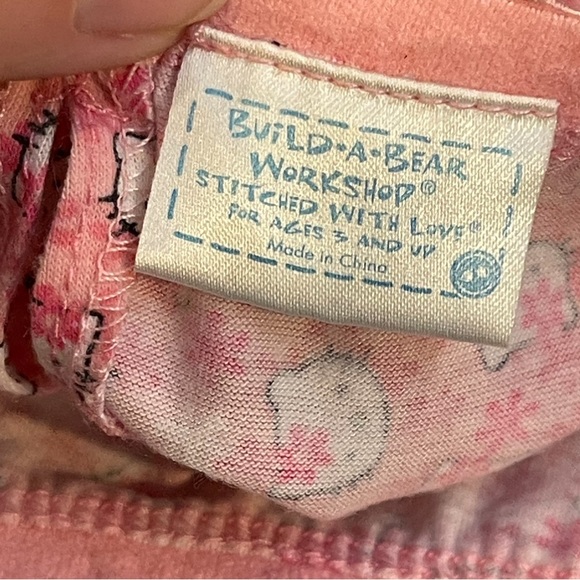 BUiLD-A-BEAR
WORKSHOP®
STITCHED WITH LOVE®
FOR AGES 3 AND UP
Made in China